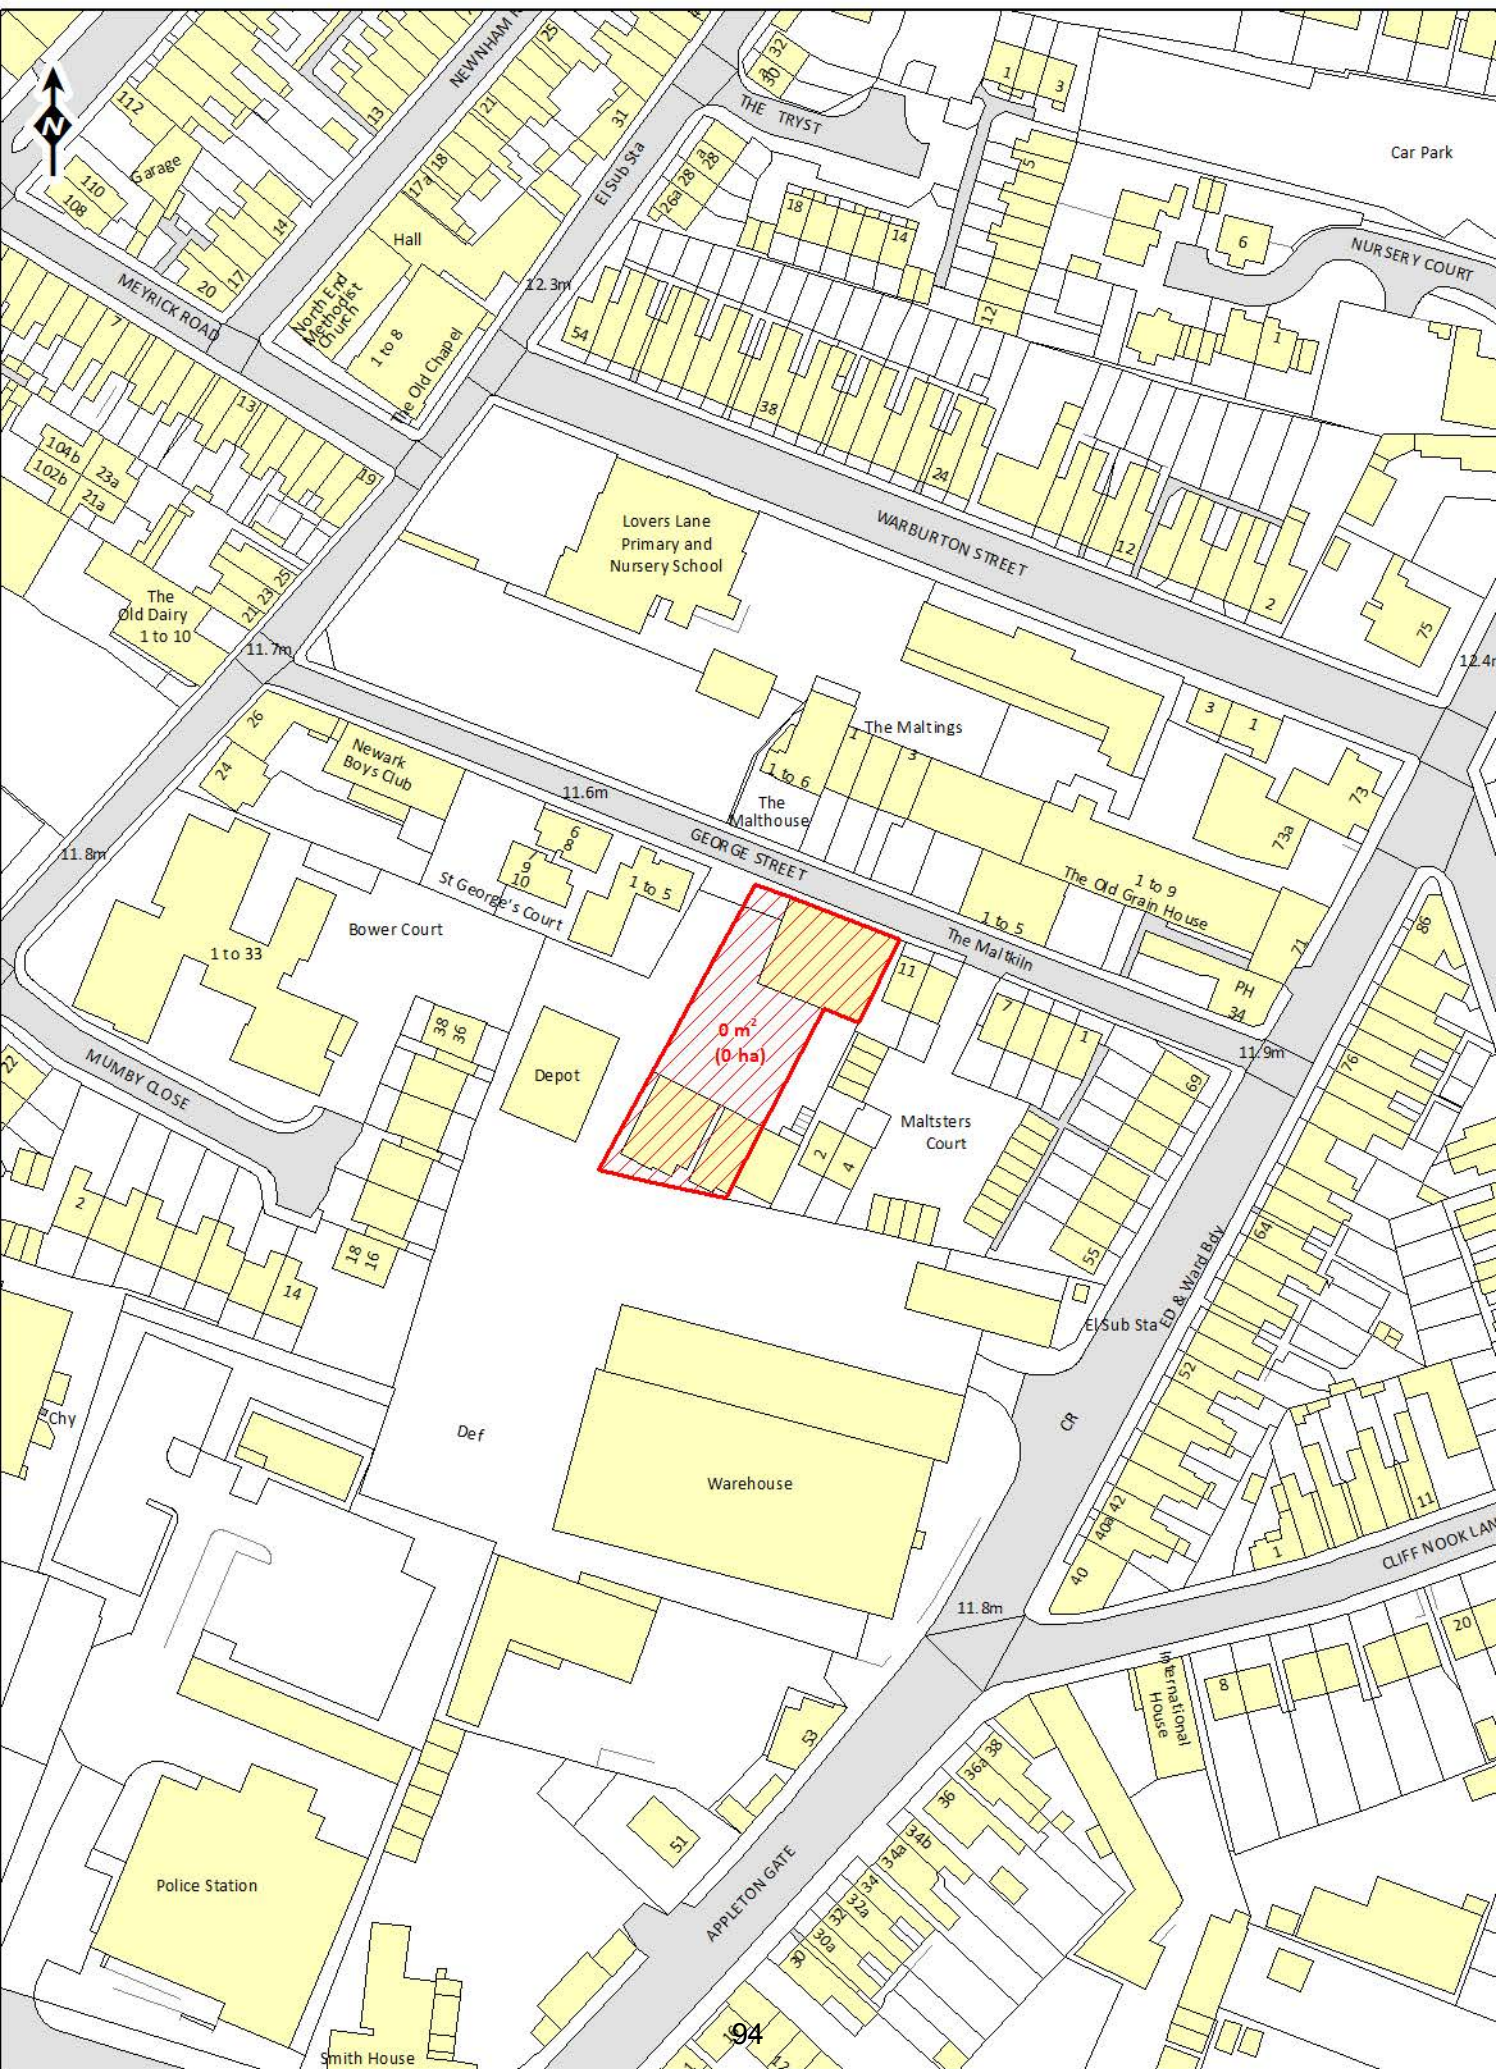 N
NEWNHAM R
112
Garage
110
108
13
25
21
18
17a
31
14
17
20
Hall
North End
Methodist
Church
1 to 8
The Old Chapel
El Sub Sta
12.3m
MEYRICK ROAD
7
13
19
104b
102b
23a
21a
The
Old Dairy
1 to 10
21
23
25
11.7m
32
30
THE TRYST
a
28
28
26a
18
14
1
3
5
12
Car Park
6
NURSERY COURT
1
54
38
24
12
2
75
12.4m
WARBURTON STREET
Lovers Lane
Primary and
Nursery School
The Maltings
1
3
1 to 6
The
Malthouse
3
1
73
73a
1 to 9
The Old Grain House
1 to 5
71
PH
34
86
26
24
Newark
Boys Club
11.6m
GEORGE STREET
The Maltkiln
11.8m
6
8
7
9
10
1 to 5
St George's Court
Bower Court
1 to 33
38
36
Depot
0 m²
(0 ha)
11
7
1
11.9m
69
76
Maltsters
Court
2
4
55
64
ED & Ward Bdy
El Sub Sta
MUMBY CLOSE
22
2
18
16
14
Chy
Def
Warehouse
CR
52
42
40a
40
1
11
CLIFF NOOK LAN
11.8m
International
House
8
20
53
51
38
36a
36
34b
34a
34
32a
32
30a
30
APPLETON GATE
Police Station
Smith House
94
12